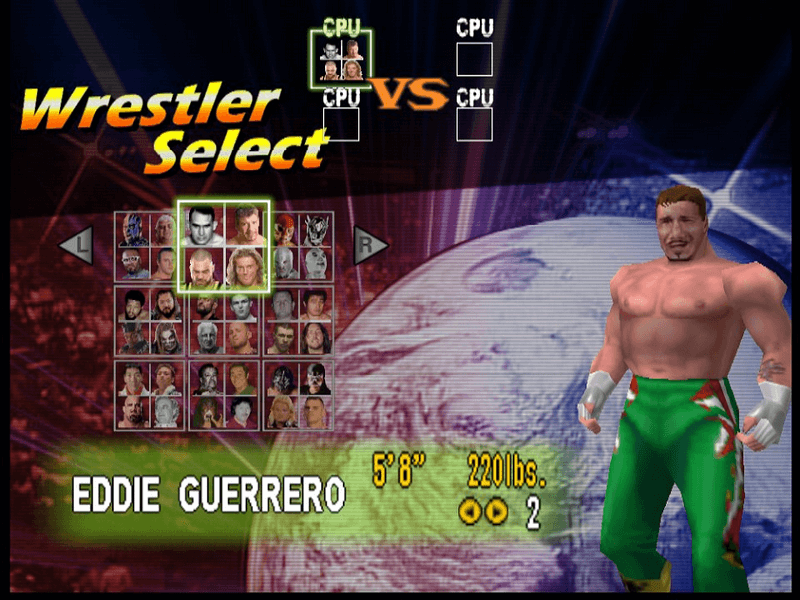 CPU
CPU
VS
CPU
CPU
Wrestler
Select
L
R
5'8" 220lbs.
EDDIE GUERRERO
2